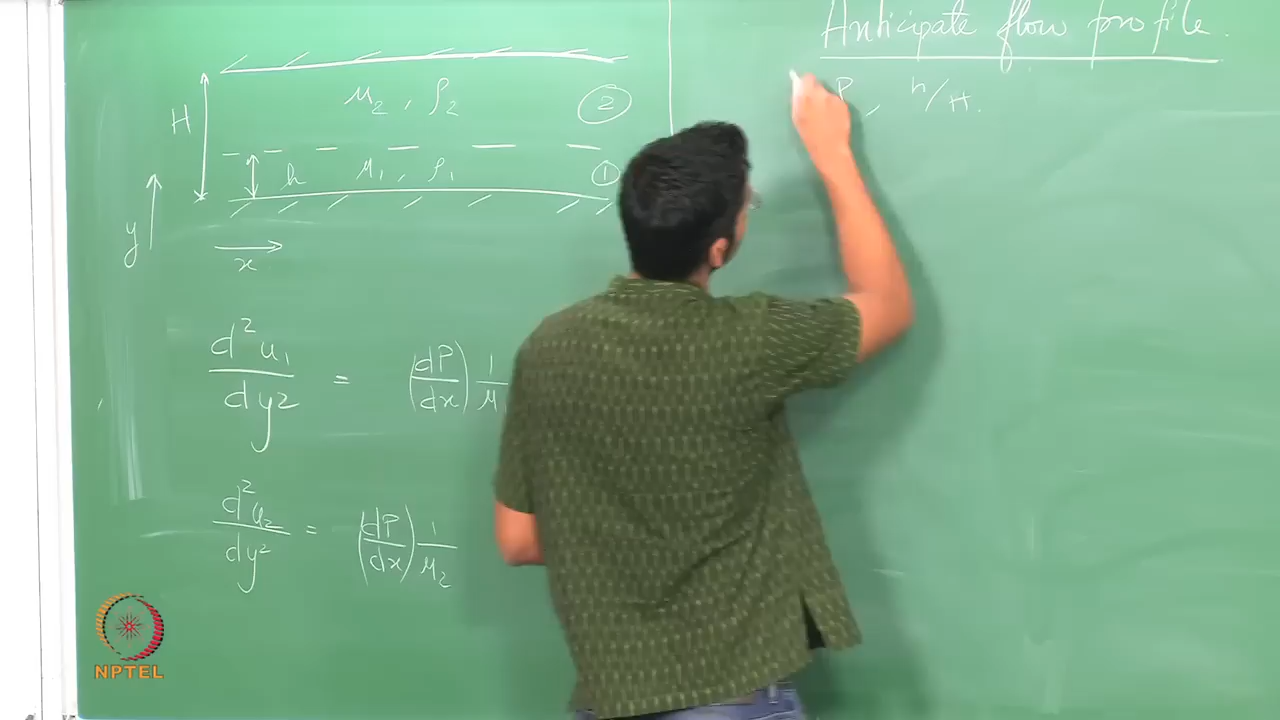 Anticipate flow profile.
P , h/H.
H
μ₂ , ρ₂ ②
h μ₁ , ρ₁ ①
y
x
d²u₁/dy² = (dP/dx) 1/μ
d²u₂/dy² = (dP/dx) 1/μ₂
NPTEL